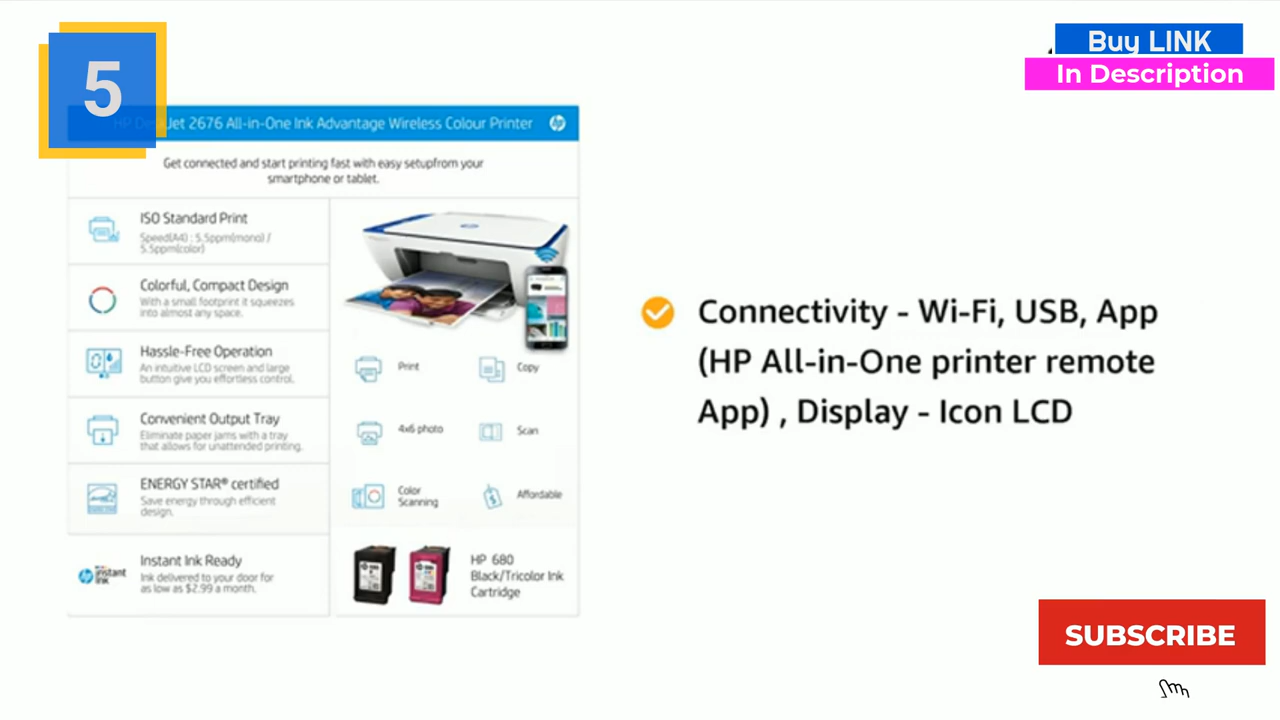 5
Buy LINK
In Description
HP DeskJet 2676 All-in-One Ink Advantage Wireless Colour Printer
hp
Get connected and start printing fast with easy setupfrom your
smartphone or tablet.
ISO Standard Print
Speed(A4) : 5.5ppm(mono) /
5.5ppm(color)
Colorful, Compact Design
With a small footprint it squeezes
into almost any space.
Hassle-Free Operation
An intuitive LCD screen and large
button give you effortless control.
Convenient Output Tray
Eliminate paper jams with a tray
that allows for unattended printing.
ENERGY STAR® certified
Save energy through efficient
design.
instant
ink
Instant Ink Ready
Ink delivered to your door for
as low as $2.99 a month.
Print
Copy
4x6 photo
Scan
Color
Scanning
Affordable
HP 680
Black/Tricolor Ink
Cartridge
Connectivity - Wi-Fi, USB, App
(HP All-in-One printer remote
App) , Display - Icon LCD
SUBSCRIBE